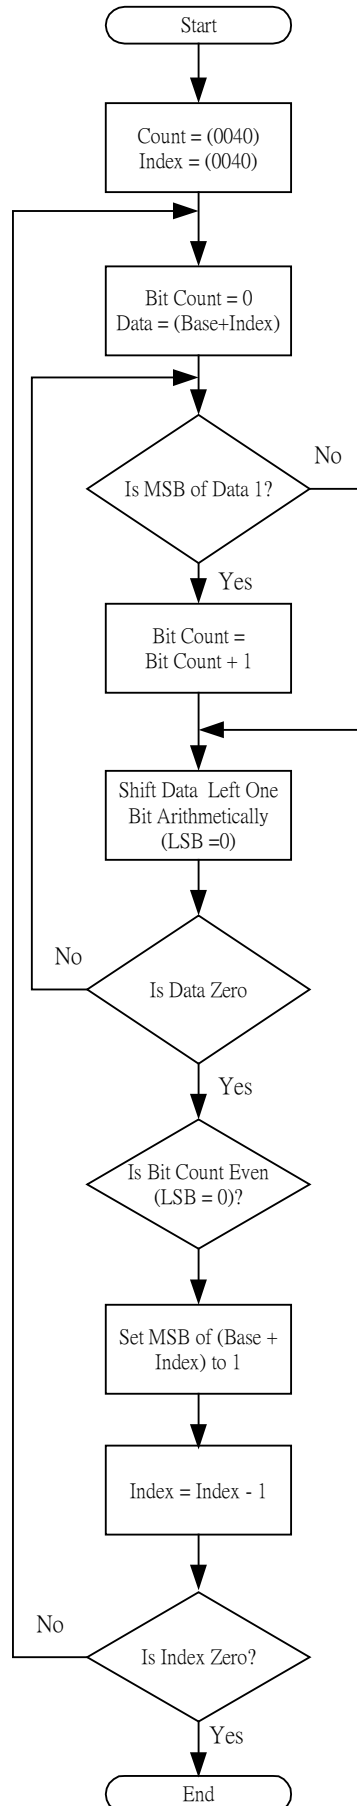 Start
Count = (0040)
Index = (0040)
Bit Count = 0
Data = (Base+Index)
Is MSB of Data 1?
No
Yes
Bit Count =
Bit Count + 1
Shift Data Left One
Bit Arithmetically
(LSB =0)
No
Is Data Zero
Yes
Is Bit Count Even
(LSB = 0)?
Set MSB of (Base +
Index) to 1
Index = Index - 1
No
Is Index Zero?
Yes
End